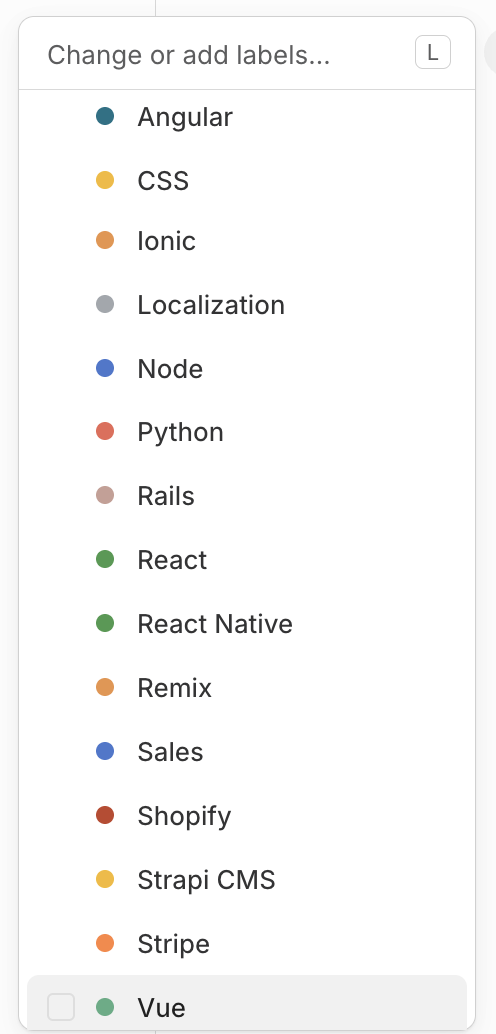 Change or add labels...
L
Angular
CSS
Ionic
Localization
Node
Python
Rails
React
React Native
Remix
Sales
Shopify
Strapi CMS
Stripe
Vue